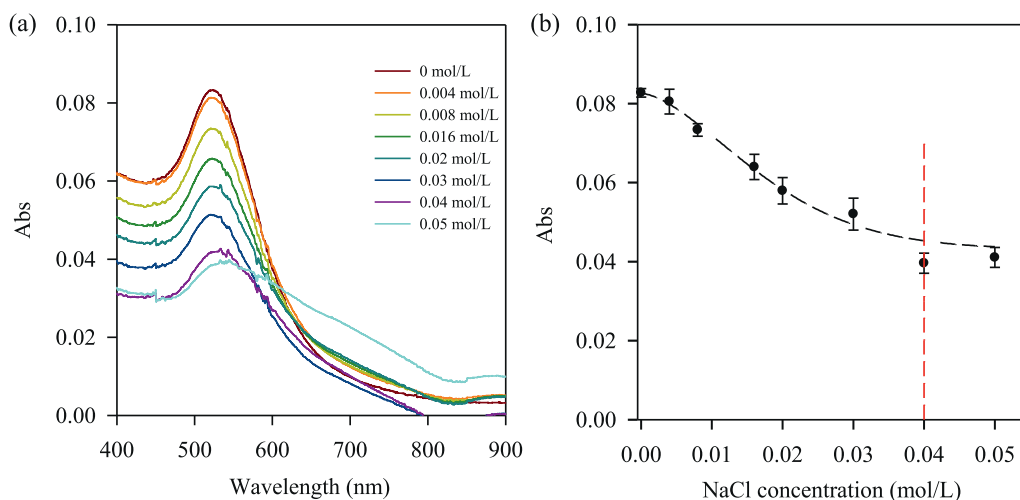 (a)
Abs
0.10
0.08
0.06
0.04
0.02
0.00
400 500 600 700 800 900
Wavelength (nm)
0 mol/L
0.004 mol/L
0.008 mol/L
0.016 mol/L
0.02 mol/L
0.03 mol/L
0.04 mol/L
0.05 mol/L
(b)
Abs
0.10
0.08
0.06
0.04
0.02
0.00
0.00 0.01 0.02 0.03 0.04 0.05
NaCl concentration (mol/L)